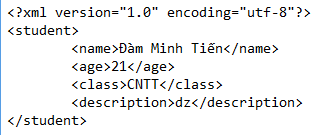 <?xml version="1.0" encoding="utf-8"?>
<student>
	<name>Đàm Minh Tiến</name>
	<age>21</age>
	<class>CNTT</class>
	<description>dz</description>
</student>